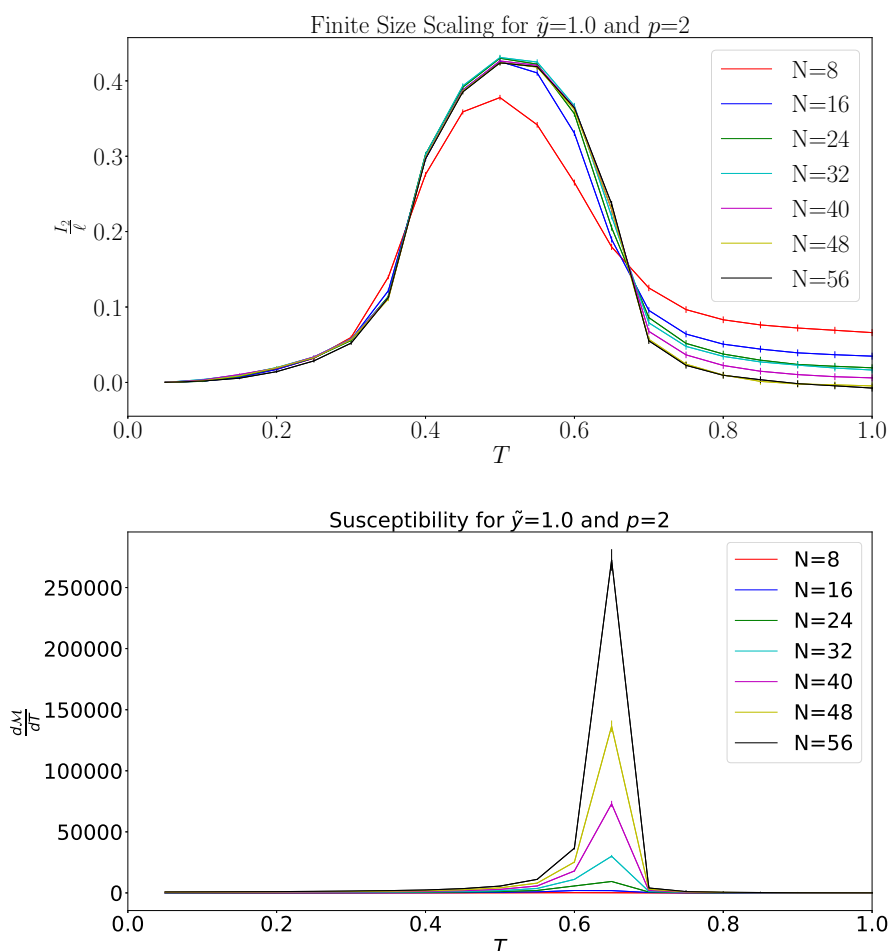 Finite Size Scaling for ỹ=1.0 and p=2
0.4
0.3
0.2
0.1
0.0
I₂/ℓ
N=8
N=16
N=24
N=32
N=40
N=48
N=56
0.0 0.2 0.4 0.6 0.8 1.0
T
Susceptibility for ỹ=1.0 and p=2
250000
200000
150000
100000
50000
0
dℳ/dT
N=8
N=16
N=24
N=32
N=40
N=48
N=56
0.0 0.2 0.4 0.6 0.8 1.0
T